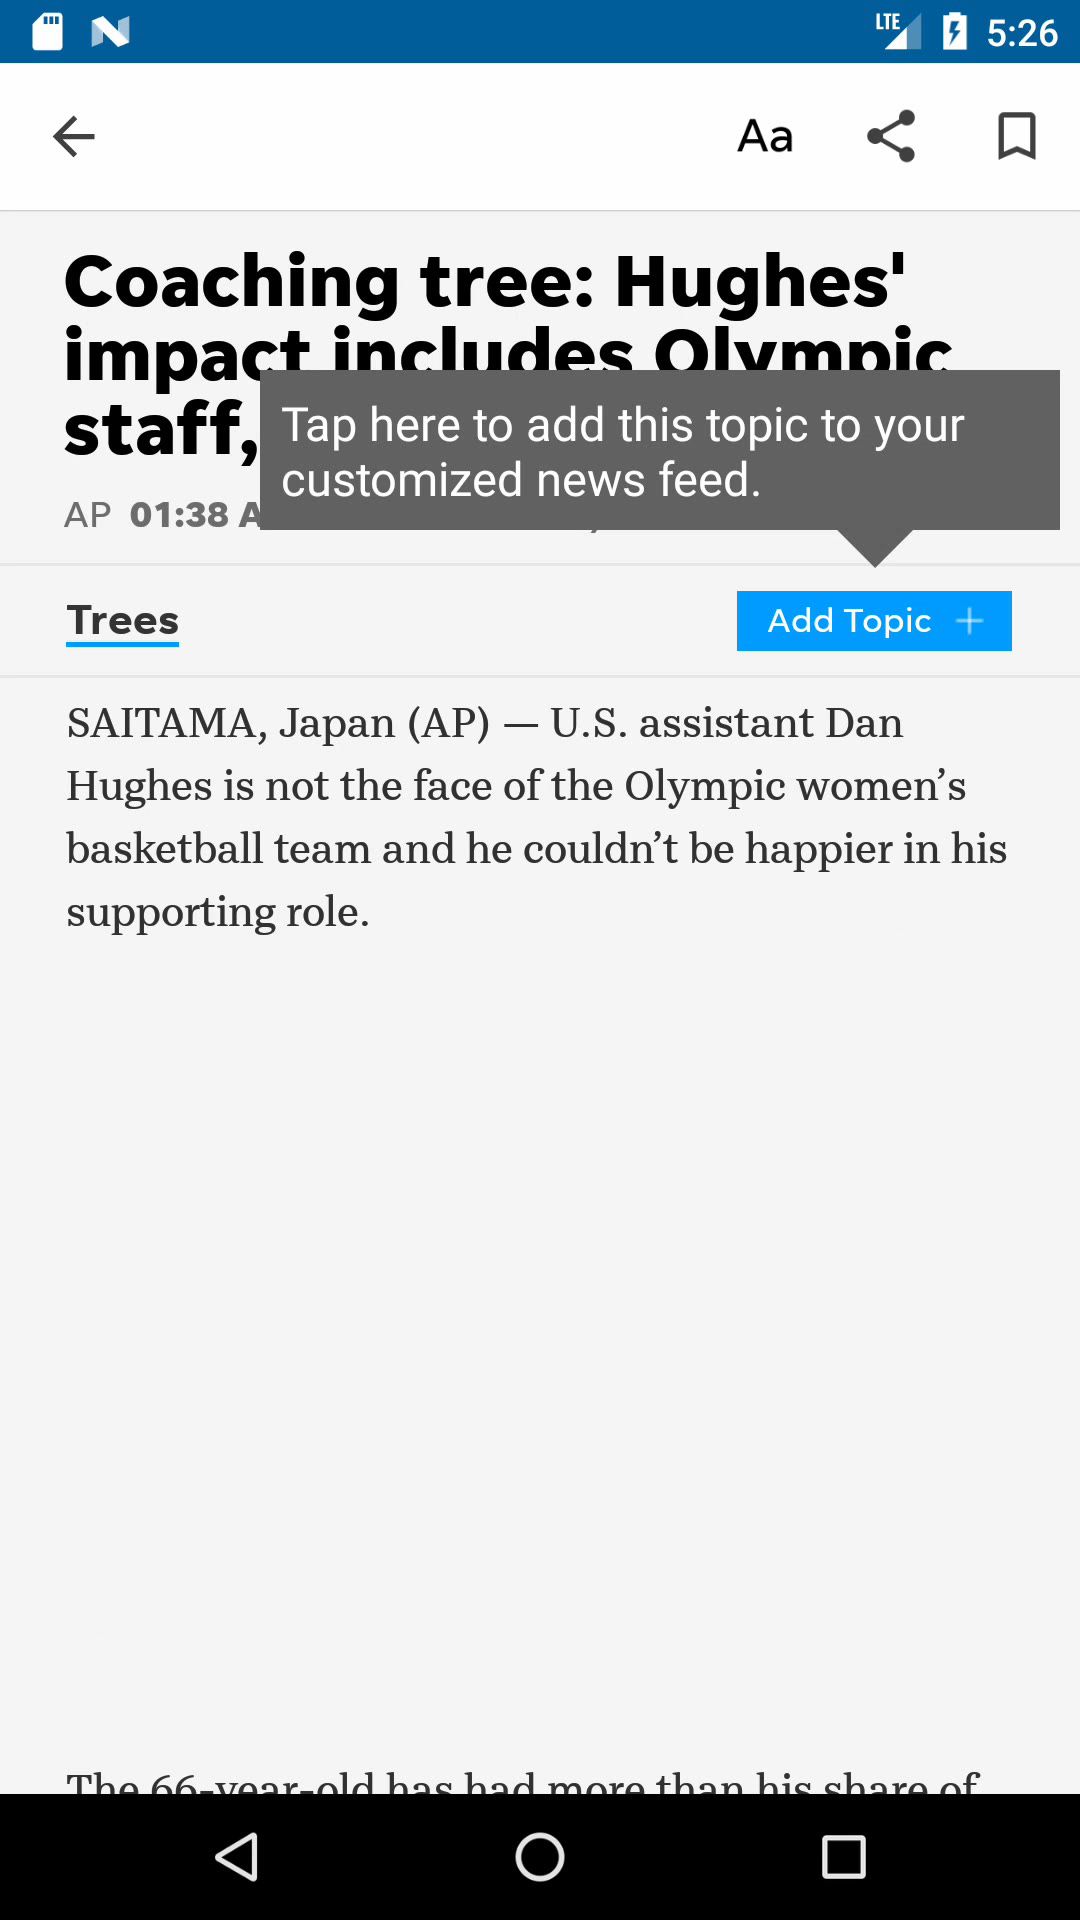 LTE 5:26
Aa
Coaching tree: Hughes'
impact includes Olympic
staff,
Tap here to add this topic to your
customized news feed.
AP 01:38 A
Trees
Add Topic +
SAITAMA, Japan (AP) — U.S. assistant Dan
Hughes is not the face of the Olympic women’s
basketball team and he couldn’t be happier in his
supporting role.
The 66-year-old has had more than his share of